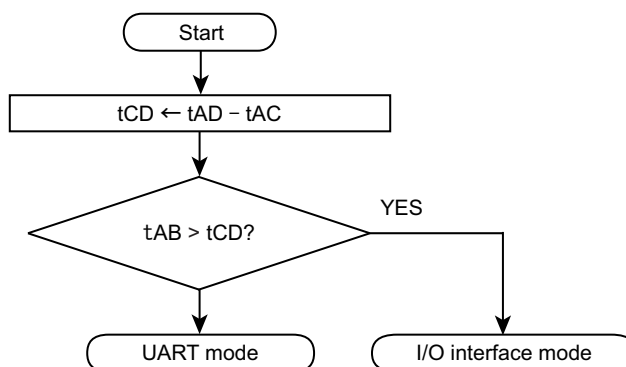 Start
tCD ← tAD − tAC
tAB > tCD?
YES
UART mode
I/O interface mode